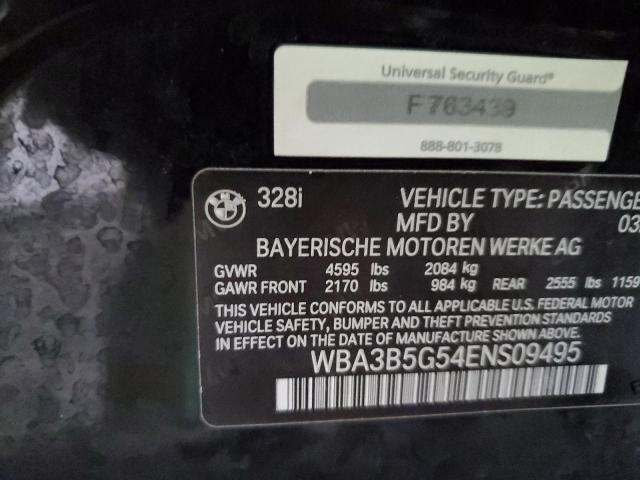 Universal Security Guard®
F763439
888-801-3078
328i VEHICLE TYPE: PASSENGE
MFD BY 03
BAYERISCHE MOTOREN WERKE AG
GVWR 4595 lbs 2084 kg
GAWR FRONT 2170 lbs 984 kg REAR 2555 lbs 1159
THIS VEHICLE CONFORMS TO ALL APPLICABLE U.S. FEDERAL MOTOR
VEHICLE SAFETY, BUMPER AND THEFT PREVENTION STANDARDS
IN EFFECT ON THE DATE OF MANUFACTURE SHOWN ABOVE.
WBA3B5G54ENS09495